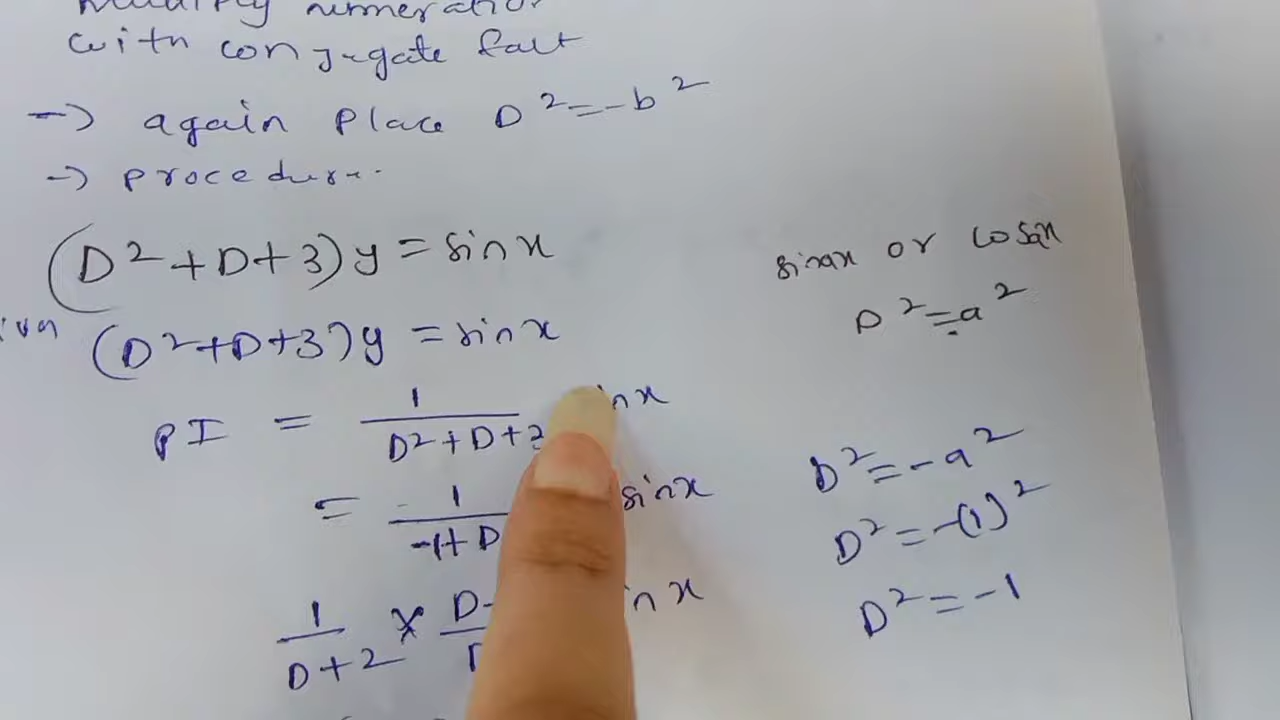 with conjugate fact
→ again Place D² = -b²
→ procedure.
(D² + D + 3) y = sin x
sinax or cosax
D² = -a²
(D² + D + 3) y = sin x
PI = 1 / D² + D + 3 sin x
D² = -a²
= 1 / -1 + D sin x
D² = -(1)²
D² = -1
1 / D + 2 × D-